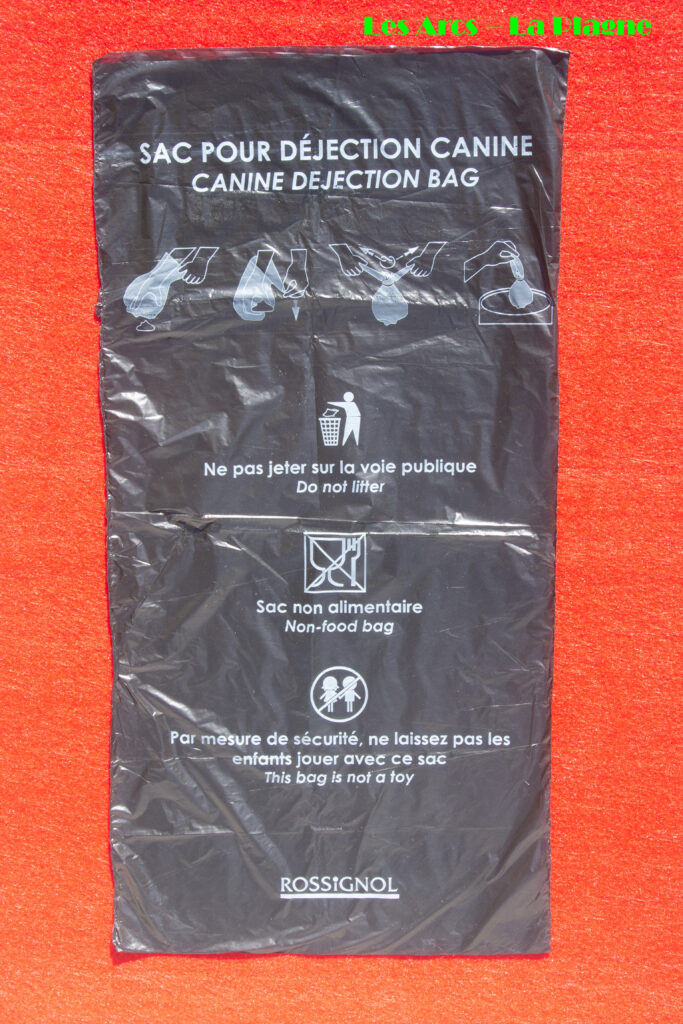 Les Arcs – La Plagne
SAC POUR DÉJECTION CANINE
CANINE DEJECTION BAG
Ne pas jeter sur la voie publique
Do not litter
Sac non alimentaire
Non-food bag
Par mesure de sécurité, ne laissez pas les
enfants jouer avec ce sac
This bag is not a toy
ROSSIGNOL